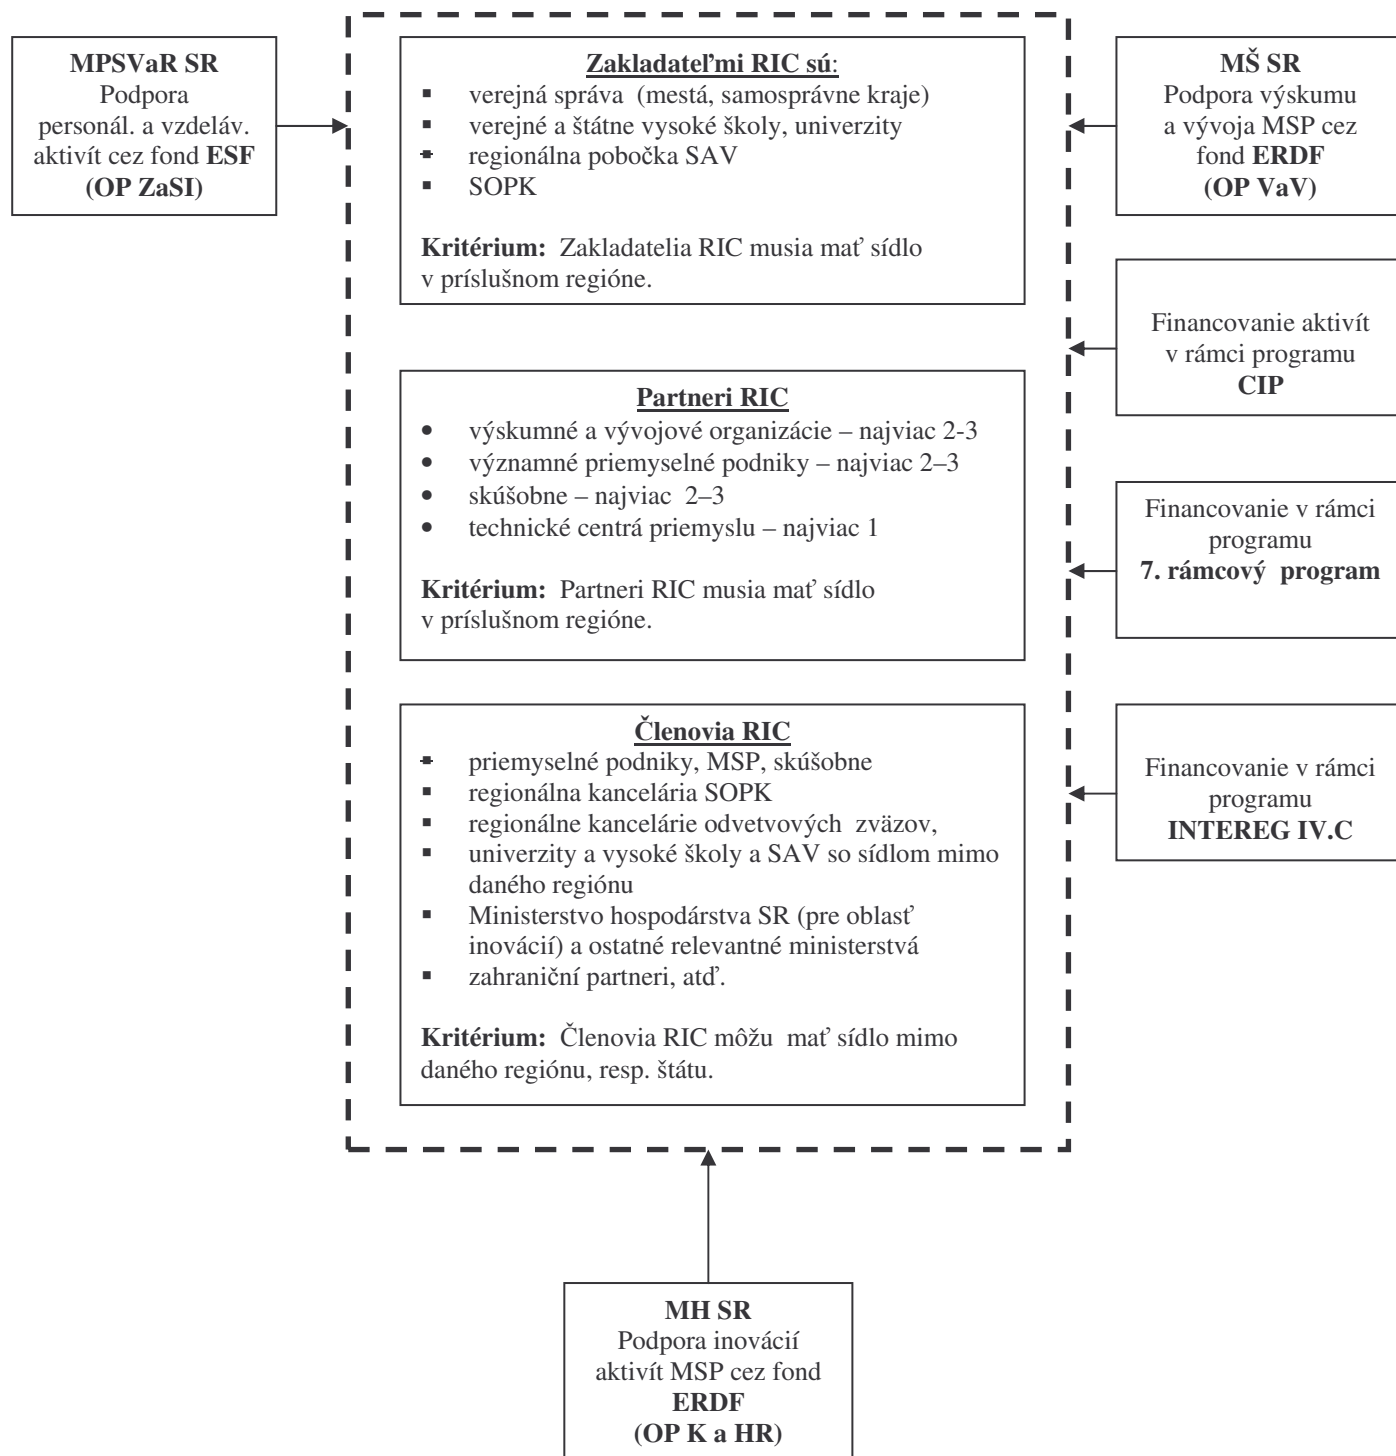 MPSVaR SR
Podpora
personál. a vzdeláv.
aktivít cez fond ESF
(OP ZaSI)
Zakladateľmi RIC sú:
verejná správa (mestá, samosprávne kraje)
verejné a štátne vysoké školy, univerzity
regionálna pobočka SAV
SOPK
Kritérium: Zakladatelia RIC musia mať sídlo
v príslušnom regióne.
Partneri RIC
výskumné a vývojové organizácie – najviac 2-3
významné priemyselné podniky – najviac 2–3
skúšobne – najviac 2–3
technické centrá priemyslu – najviac 1
Kritérium: Partneri RIC musia mať sídlo
v príslušnom regióne.
Členovia RIC
priemyselné podniky, MSP, skúšobne
regionálna kancelária SOPK
regionálne kancelárie odvetvových zväzov,
univerzity a vysoké školy a SAV so sídlom mimo
daného regiónu
Ministerstvo hospodárstva SR (pre oblasť
inovácií) a ostatné relevantné ministerstvá
zahraniční partneri, atď.
Kritérium: Členovia RIC môžu mať sídlo mimo
daného regiónu, resp. štátu.
MŠ SR
Podpora výskumu
a vývoja MSP cez
fond ERDF
(OP VaV)
Financovanie aktivít
v rámci programu
CIP
Financovanie v rámci
programu
7. rámcový program
Financovanie v rámci
programu
INTEREG IV.C
MH SR
Podpora inovácií
aktivít MSP cez fond
ERDF
(OP K a HR)